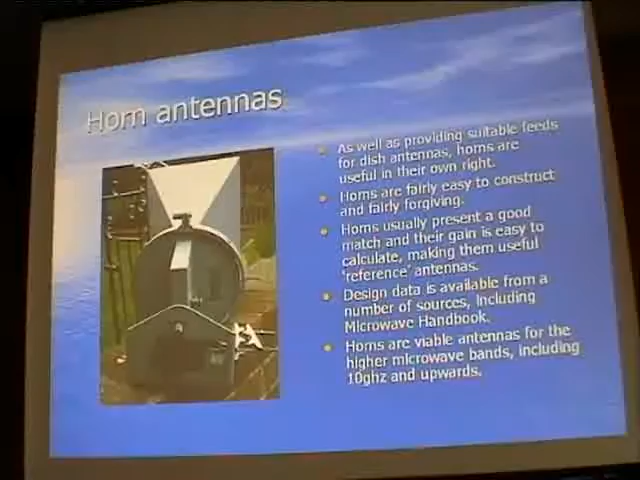 Horn antennas
As well as providing suitable feeds
for dish antennas, horns are
useful in their own right.
Horns are fairly easy to construct
and fairly forgiving.
Horns usually present a good
match and their gain is easy to
calculate, making them useful
'reference' antennas.
Design data is available from a
number of sources, including
Microwave Handbook.
Horns are viable antennas for the
higher microwave bands, including
10ghz and upwards.